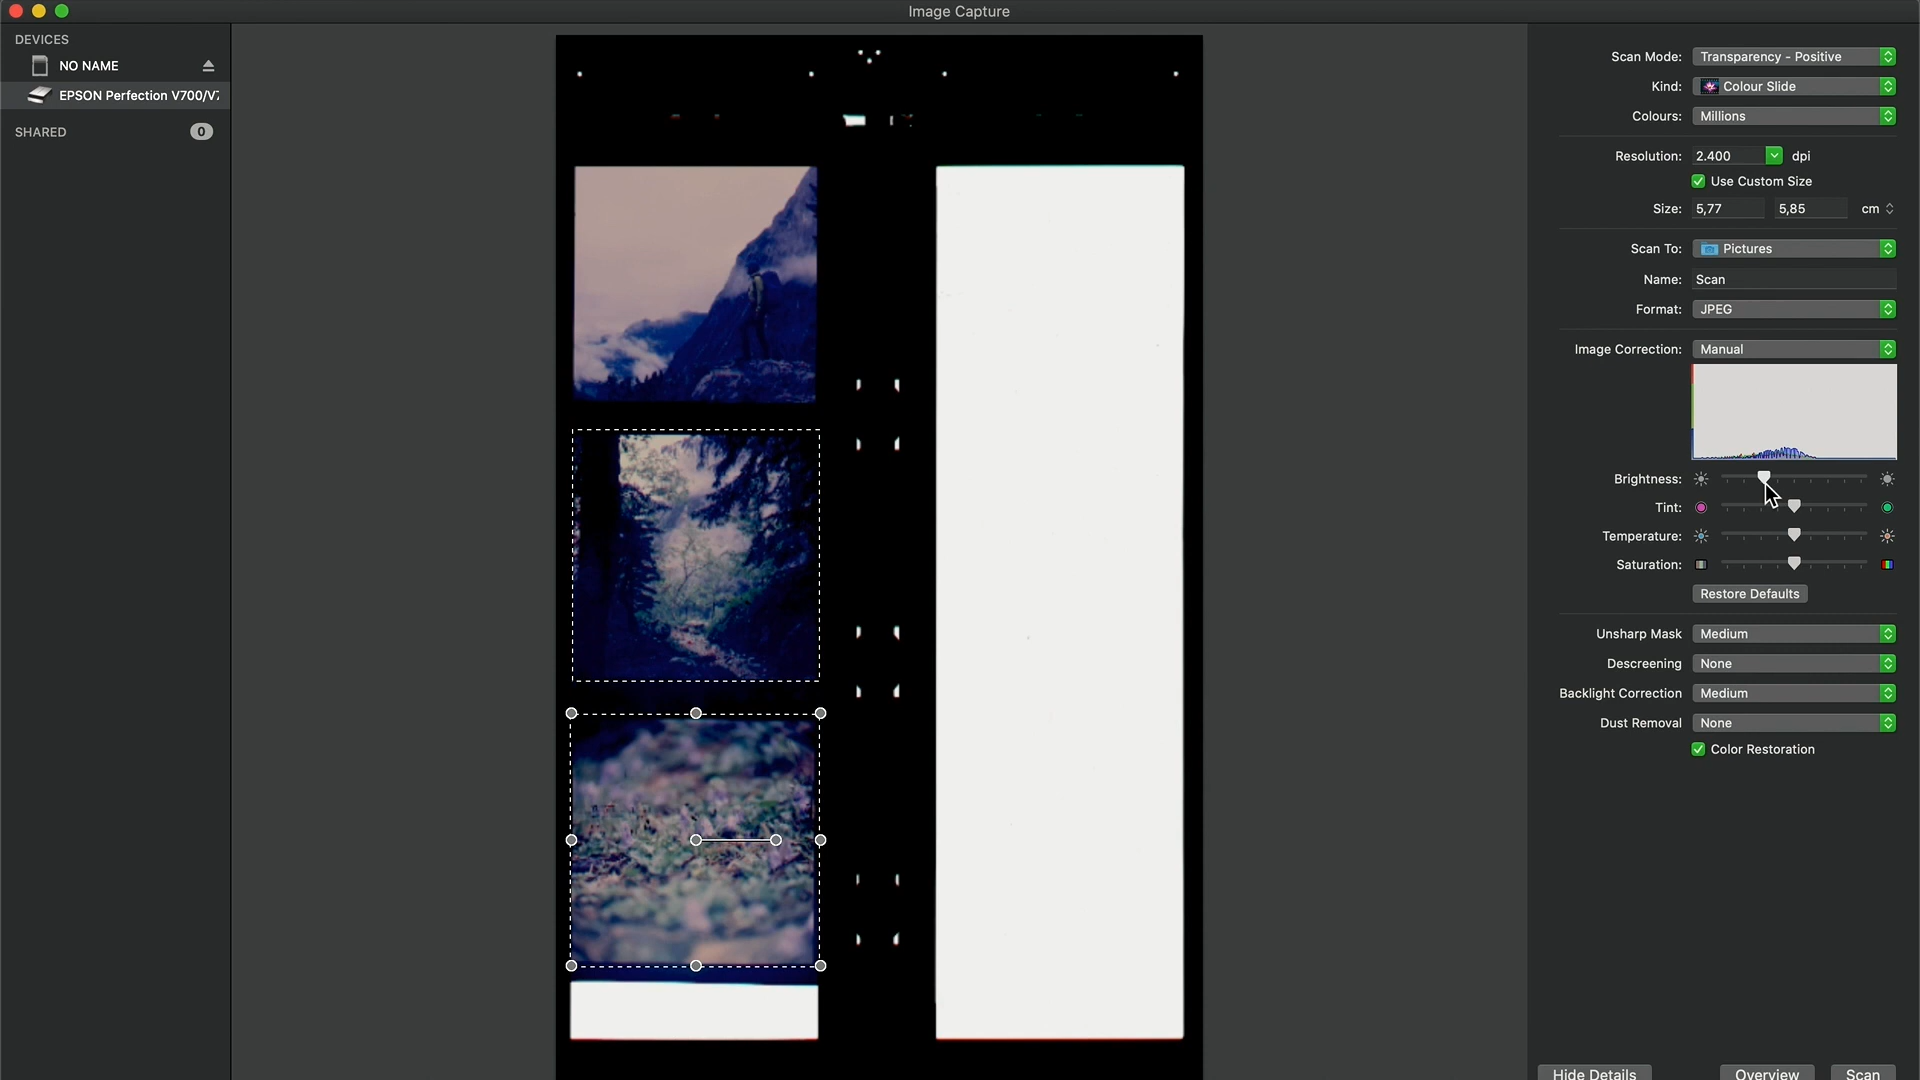 Image Capture
DEVICES
NO NAME
EPSON Perfection V700/V7
SHARED
0
Scan Mode: Transparency - Positive
Kind: Colour Slide
Colours: Millions
Resolution: 2.400 dpi
Use Custom Size
Size: 5,77 5,85 cm
Scan To: Pictures
Name: Scan
Format: JPEG
Image Correction: Manual
Brightness:
Tint:
Temperature:
Saturation:
Restore Defaults
Unsharp Mask Medium
Descreening None
Backlight Correction Medium
Dust Removal None
Color Restoration
Hide Details Overview Scan